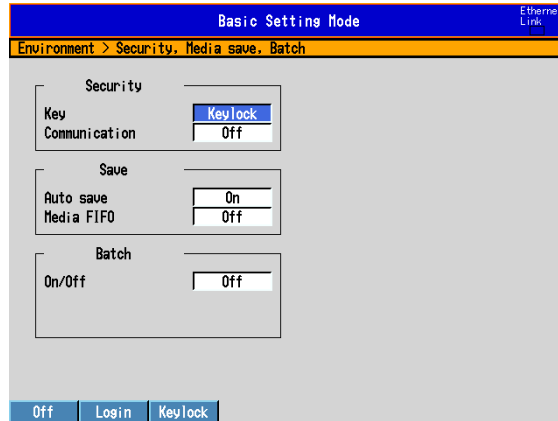 Basic Setting Mode
Etherne
Link
Environment > Security, Media save, Batch
Security
Key Keylock
Communication Off
Save
Auto save On
Media FIFO Off
Batch
On/Off Off
Off Login Keylock